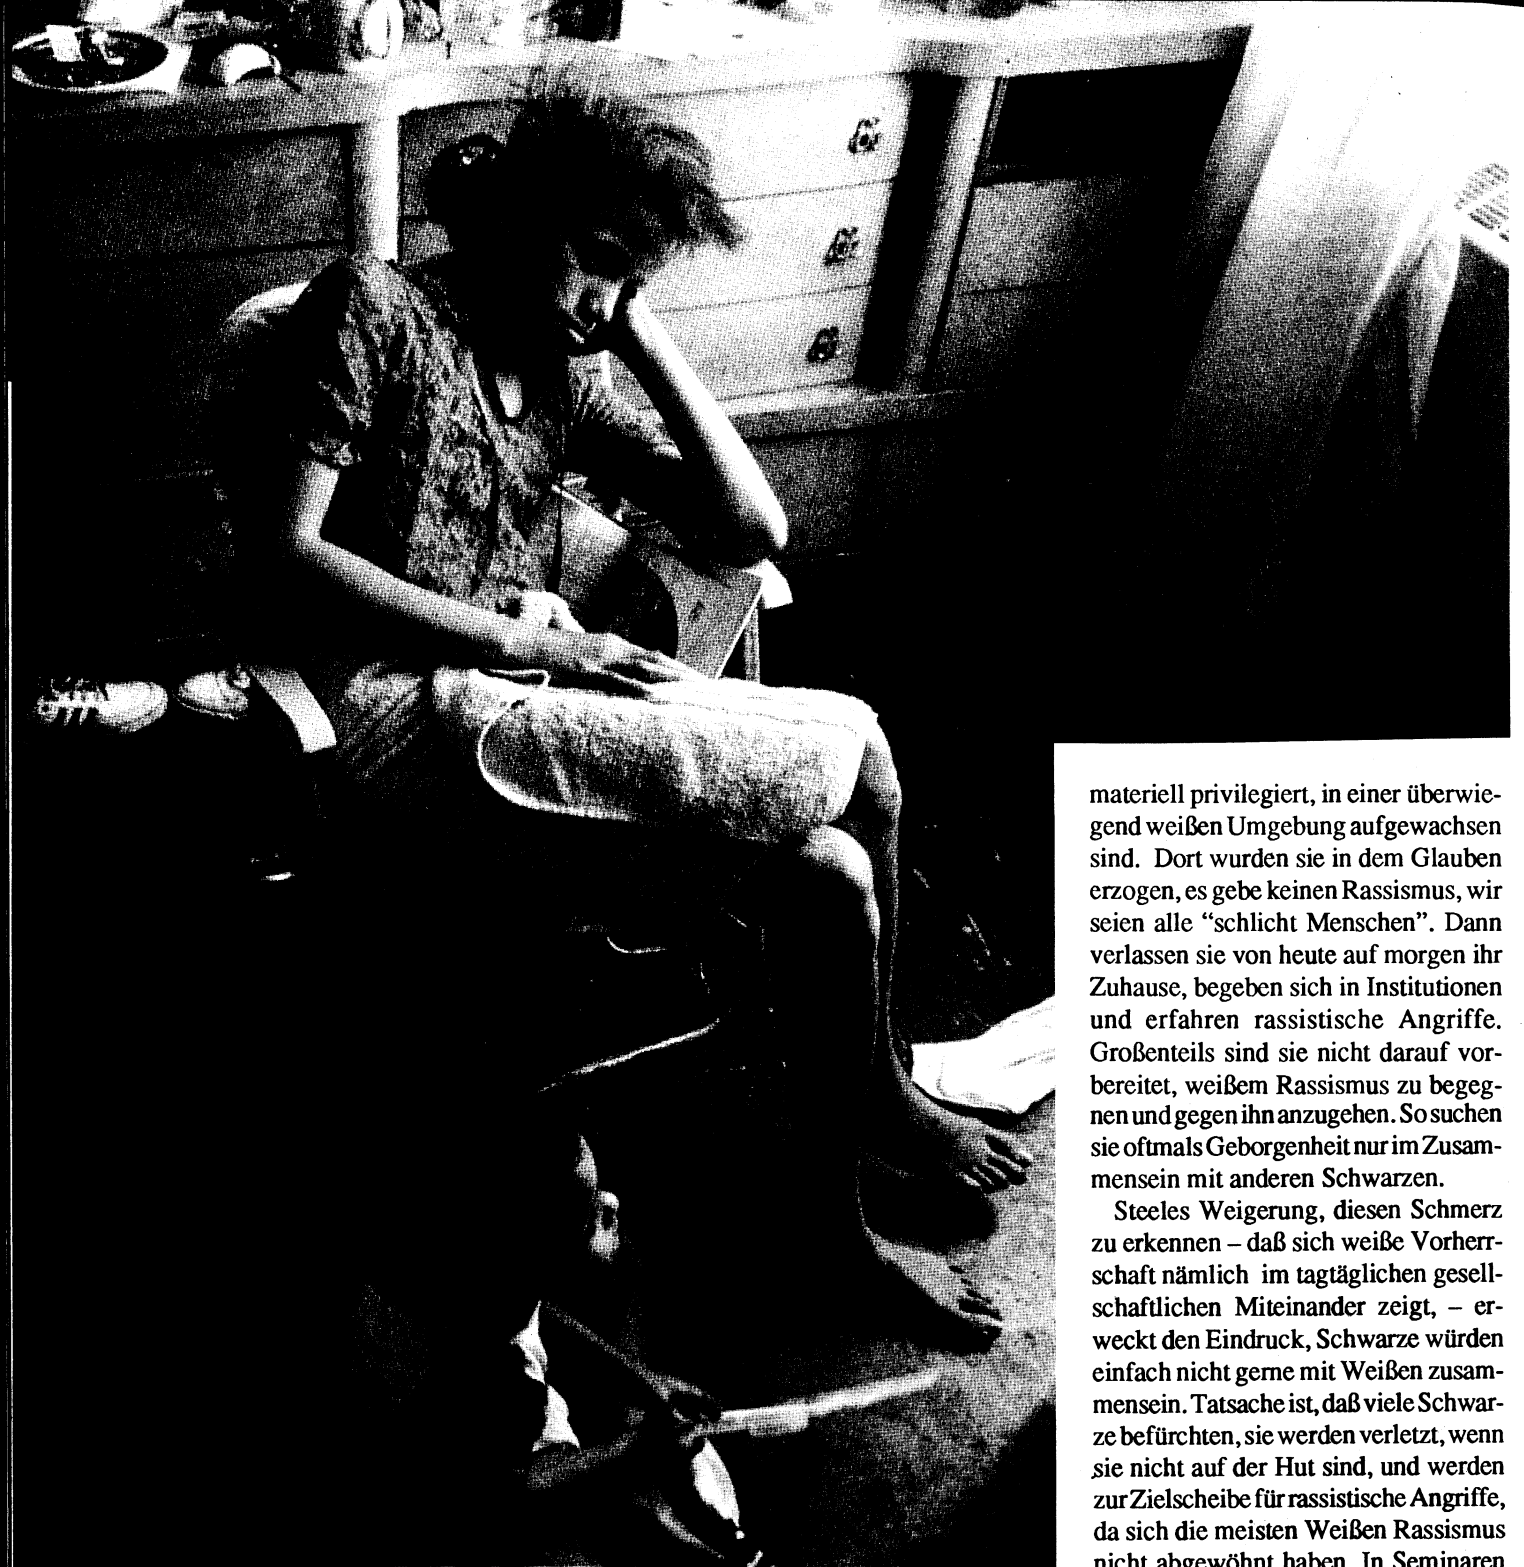 materiell privilegiert, in einer überwie-
gend weißen Umgebung aufgewachsen
sind. Dort wurden sie in dem Glauben
erzogen, es gebe keinen Rassismus, wir
seien alle “schlicht Menschen”. Dann
verlassen sie von heute auf morgen ihr
Zuhause, begeben sich in Institutionen
und erfahren rassistische Angriffe.
Großenteils sind sie nicht darauf vor-
bereitet, weißem Rassismus zu begeg-
nen und gegen ihn anzugehen. So suchen
sie oftmals Geborgenheit nur im Zusam-
mensein mit anderen Schwarzen.
Steeles Weigerung, diesen Schmerz
zu erkennen – daß sich weiße Vorherr-
schaft nämlich im tagtäglichen gesell-
schaftlichen Miteinander zeigt, – er-
weckt den Eindruck, Schwarze würden
einfach nicht gerne mit Weißen zusam-
mensein. Tatsache ist, daß viele Schwar-
ze befürchten, sie werden verletzt, wenn
sie nicht auf der Hut sind, und werden
zur Zielscheibe für rassistische Angriffe,
da sich die meisten Weißen Rassismus
nicht abgewöhnt haben. In Seminaren